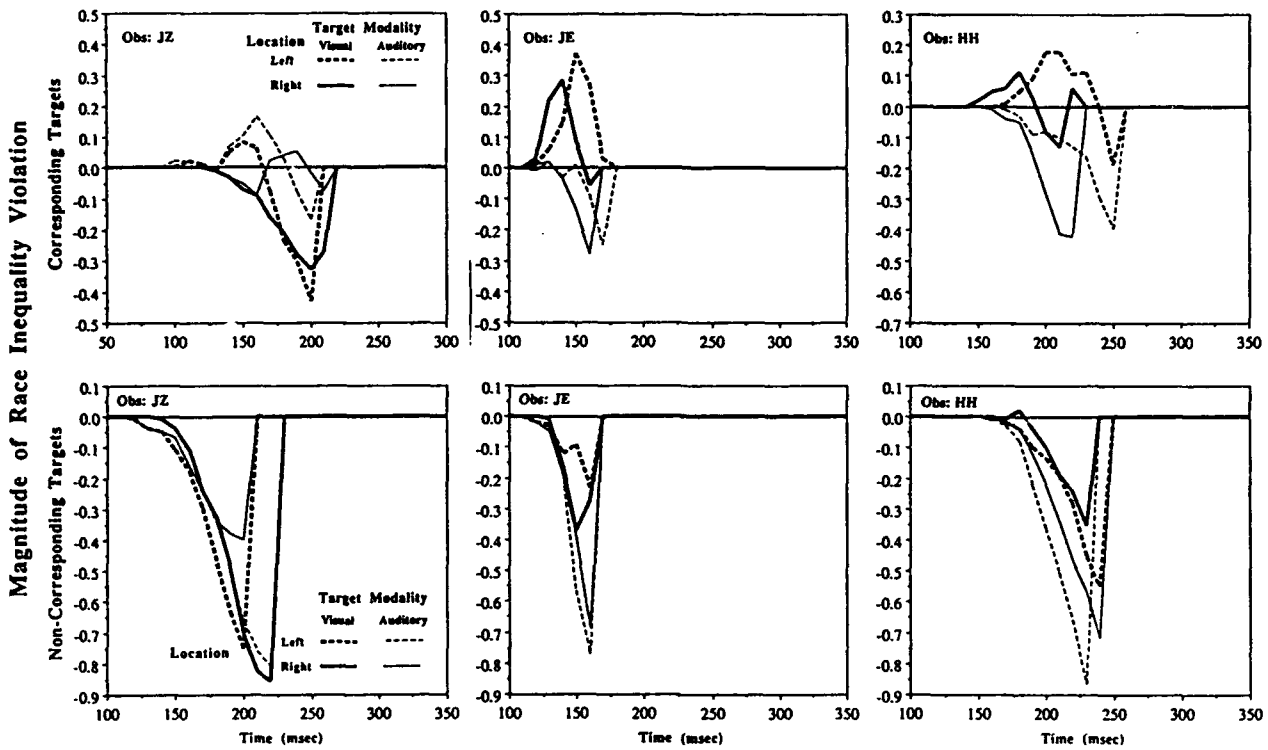 Magnitude of Race Inequality Violation
Corresponding Targets
Obs: JZ
Target Modality
Location Visual Auditory
Left
Right
0.5
0.4
0.3
0.2
0.1
0.0
-0.1
-0.2
-0.3
-0.4
0.5
50 100 150 200 250 300
Obs: JE
0.5
0.4
0.3
0.2
0.1
0.0
-0.1
-0.2
-0.3
-0.4
-0.5
100 150 200 250 300 350
Obs: HH
0.3
0.2
0.1
0.0
-0.1
-0.2
-0.3
-0.4
-0.5
-0.6
-0.7
100 150 200 250 300 350
Non-Corresponding Targets
Obs: JZ
0.1
0.0
-0.1
-0.2
-0.3
-0.4
-0.5
-0.6
-0.7
-0.8
-0.9
Target Modality
Visual Auditory
Location Left
Right
100 150 200 250 300 350
Time (msec)
Obs: JE
0.1
0.0
-0.1
-0.2
-0.3
-0.4
-0.5
-0.6
-0.7
-0.8
-0.9
100 150 200 250 300 350
Time (msec)
Obs: HH
0.1
0.0
-0.1
-0.2
-0.3
-0.4
-0.5
-0.6
-0.7
-0.8
-0.9
100 150 200 250 300 350
Time (msec)